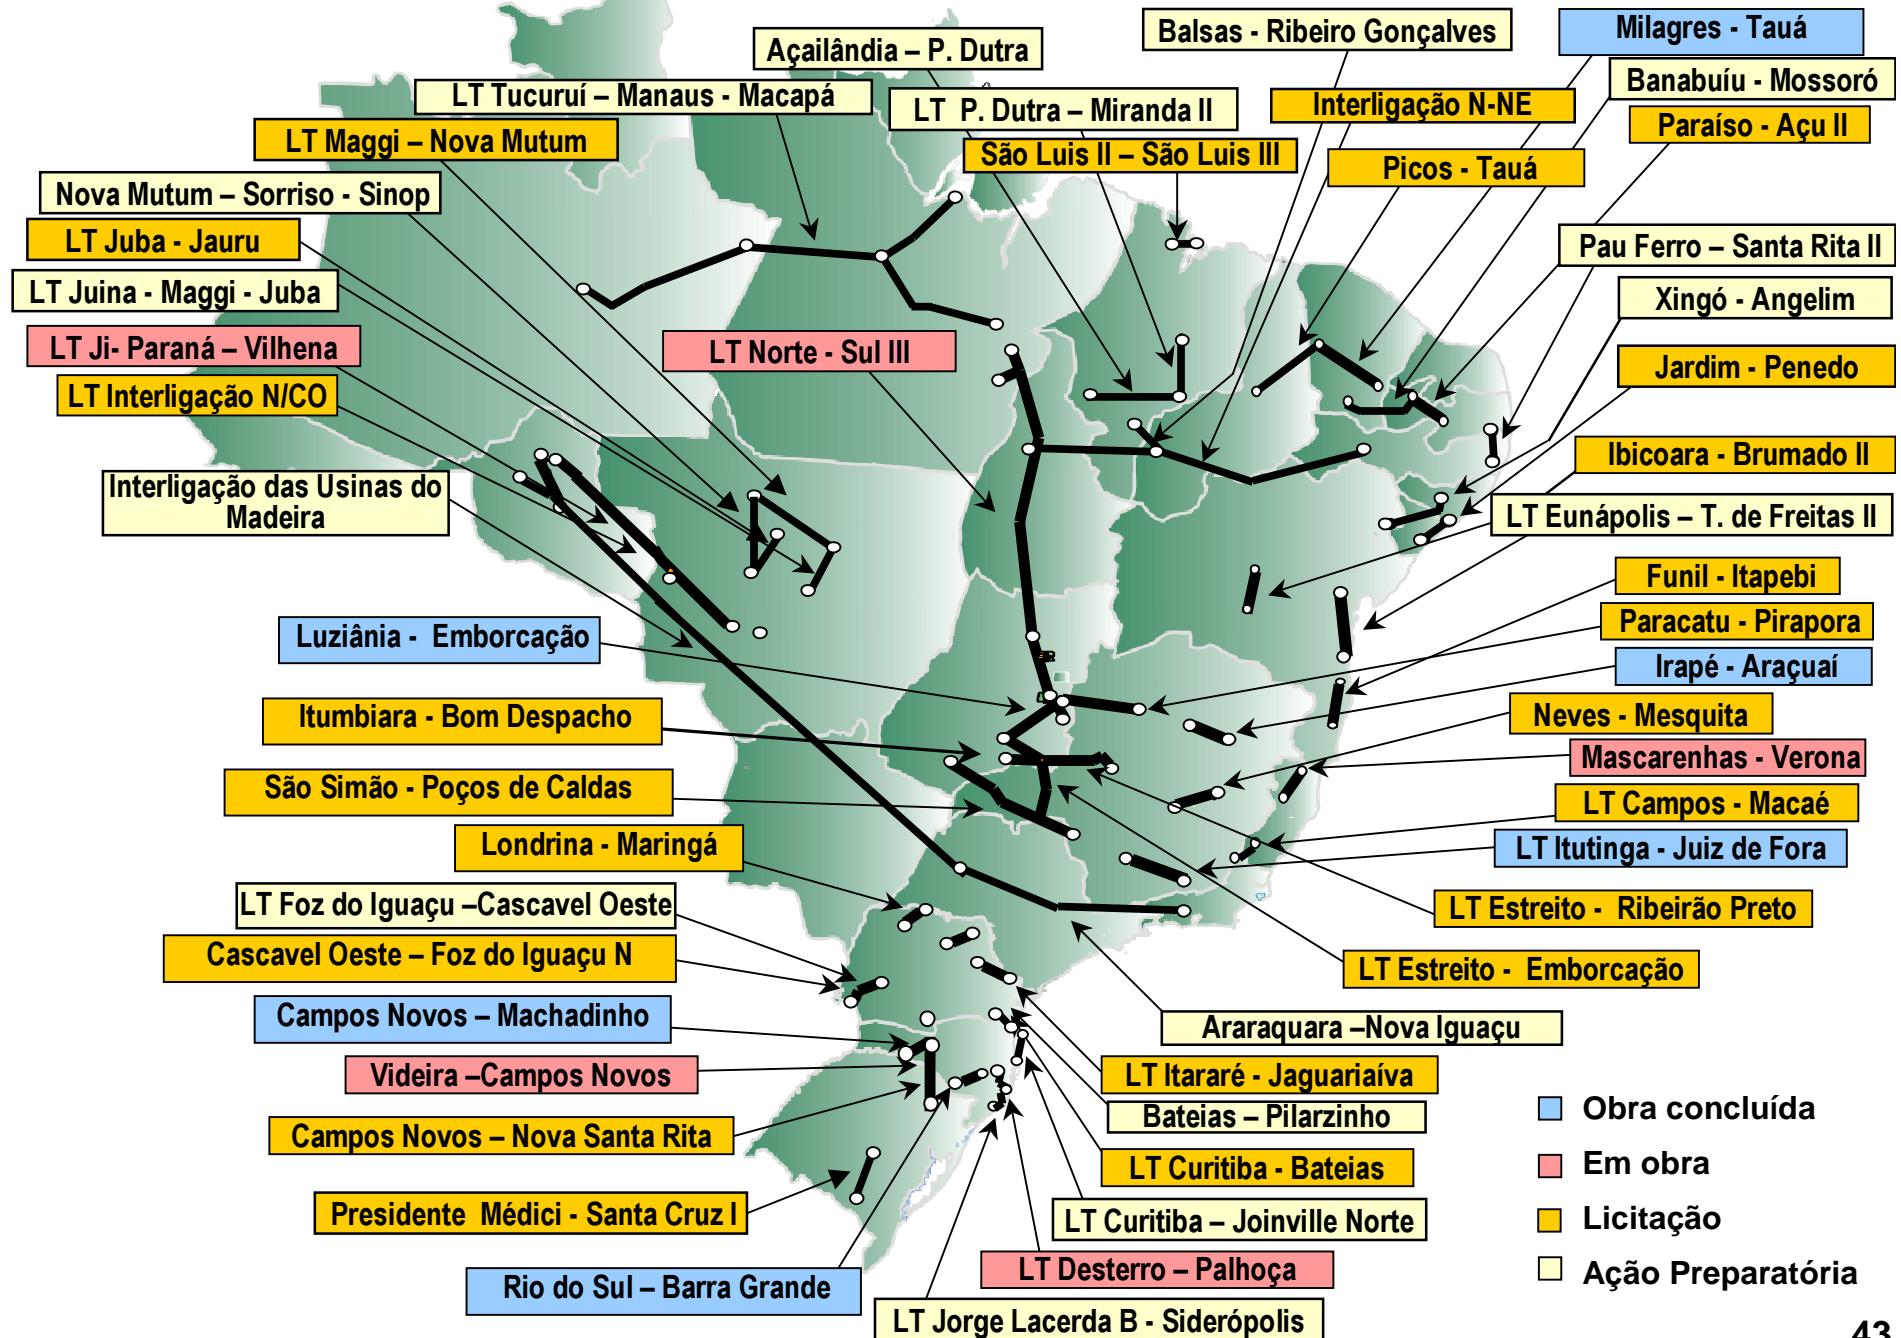 Balsas - Ribeiro Gonçalves
Milagres - Tauá
Açailândia – P. Dutra
Banabuíu - Mossoró
LT Tucuruí – Manaus - Macapá
LT  P. Dutra – Miranda II
Interligação N-NE
Paraíso - Açu II
LT Maggi – Nova Mutum
São Luis II – São Luis III
Picos - Tauá
Nova Mutum – Sorriso - Sinop
LT Juba - Jauru
Pau Ferro – Santa Rita II
LT Juina - Maggi - Juba
Xingó - Angelim
LT Ji- Paraná – Vilhena
LT Norte - Sul III
Jardim - Penedo
LT Interligação N/CO
Ibicoara - Brumado II
Interligação das Usinas do
Madeira
LT Eunápolis – T. de Freitas II
Funil - Itapebi
Paracatu - Pirapora
Luziânia -  Emborcação
Irapé - Araçuaí
Itumbiara - Bom Despacho
Neves - Mesquita
Mascarenhas - Verona
São Simão - Poços de Caldas
LT Campos - Macaé
Londrina - Maringá
LT Itutinga - Juiz de Fora
LT Foz do Iguaçu –Cascavel Oeste
LT Estreito -  Ribeirão Preto
Cascavel Oeste – Foz do Iguaçu N
LT Estreito -  Emborcação
Campos Novos – Machadinho
Araraquara –Nova Iguaçu
Videira –Campos Novos
LT Itararé - Jaguariaíva
Bateias – Pilarzinho
Campos Novos – Nova Santa Rita
LT Curitiba - Bateias
Presidente  Médici - Santa Cruz I
LT Curitiba – Joinville Norte
LT Desterro – Palhoça
Rio do Sul – Barra Grande
LT Jorge Lacerda B - Siderópolis
Obra concluída
Em obra
Licitação
Ação Preparatória
43